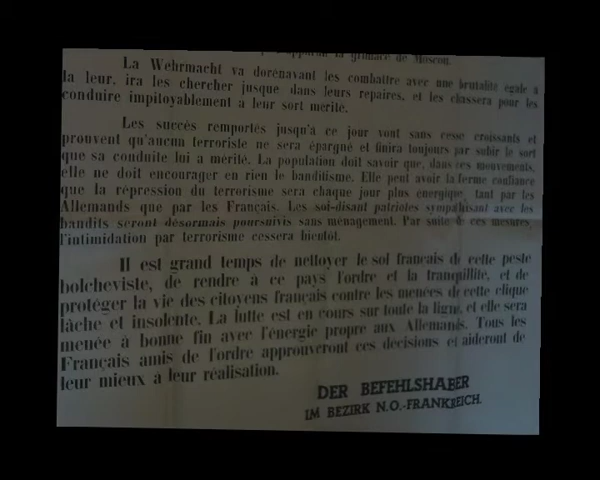 la grimace de Moscou.
La Wehrmacht va dorénavant les combattre avec une brutalité égale à
la leur, ira les chercher jusque dans leurs repaires, et les chassera pour les
conduire impitoyablement à leur sort mérité.
Les succès remportés jusqu'à ce jour vont sans cesse croissants et
prouvent qu'aucun terroriste ne sera épargné et finira toujours par subir le sort
que sa conduite lui a mérité. La population doit savoir que, dans ces mouvements,
elle ne doit encourager en rien le banditisme. Elle peut avoir la ferme confiance
que la répression du terrorisme sera chaque jour plus énergique, tant par les
Allemands que par les Français. Les soi-disant patriotes sympathisant avec les
bandits seront désormais poursuivis sans ménagement. Par suite de ces mesures
l'intimidation par terrorisme cessera bientôt.
Il est grand temps de nettoyer le sol français de cette peste
bolcheviste, de rendre à ce pays l'ordre et la tranquillité, et de
protéger la vie des citoyens français contre les menées de cette clique
lâche et insolente. La lutte est en cours sur toute la ligne et elle sera
menée à bonne fin avec l'énergie propre aux Allemands. Tous les
Français amis de l'ordre approuveront ces décisions et aideront de
leur mieux à leur réalisation.
DER BEFEHLSHABER
IM BEZIRK N.O.-FRANKREICH.